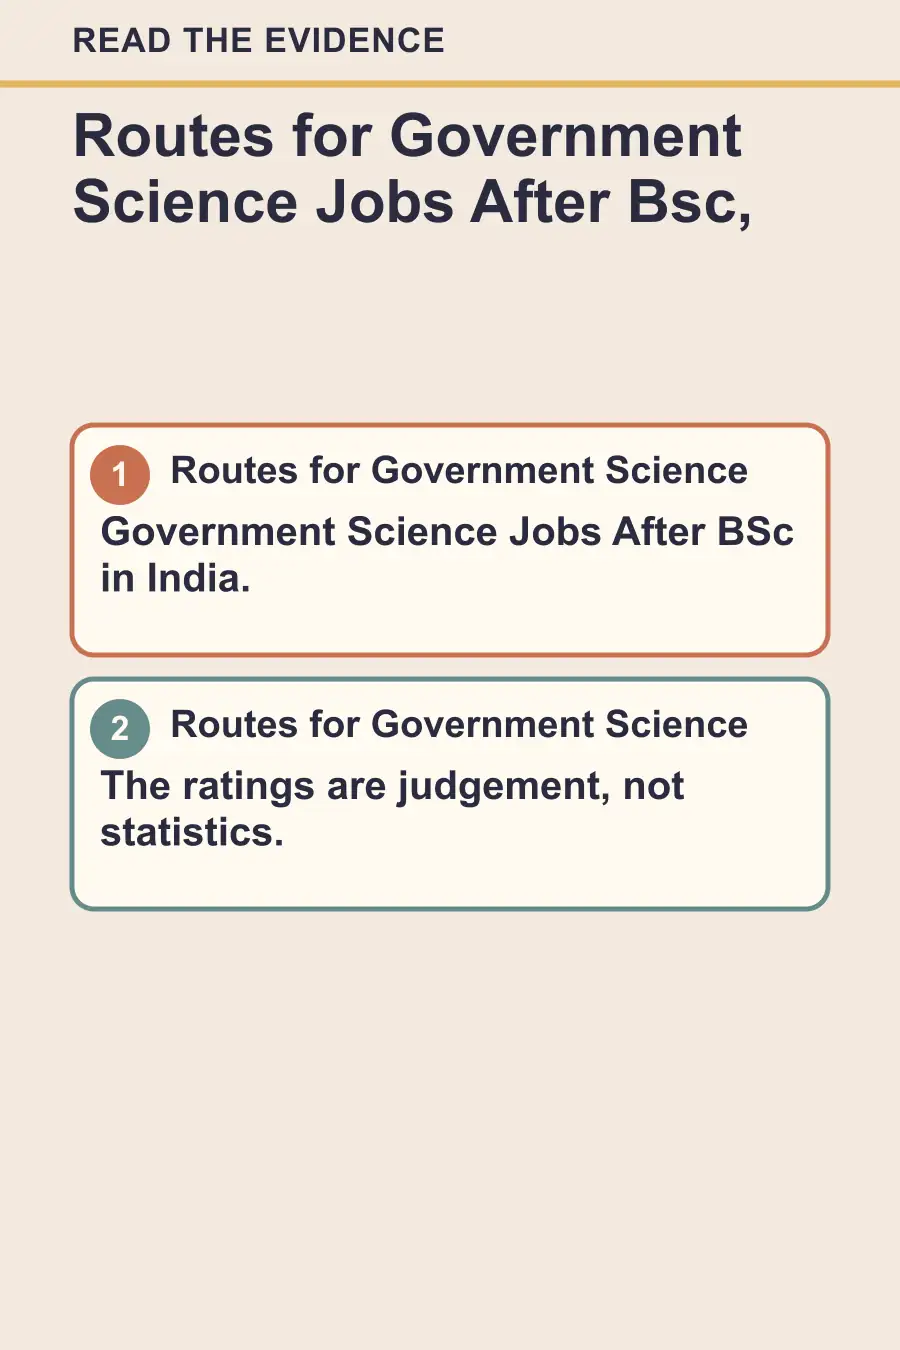 READ THE EVIDENCE
Routes for Government
Science Jobs After Bsc,
1 Routes for Government Science
Government Science Jobs After BSc
in India.
2 Routes for Government Science
The ratings are judgement, not
statistics.